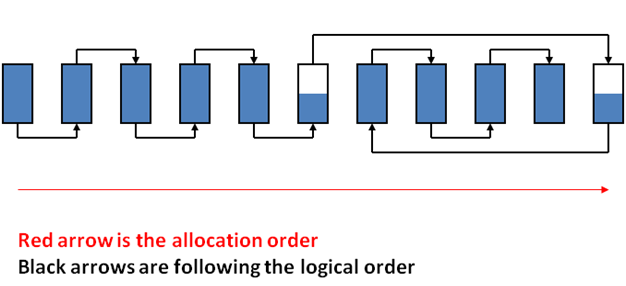 Red arrow is the allocation order
Black arrows are following the logical order